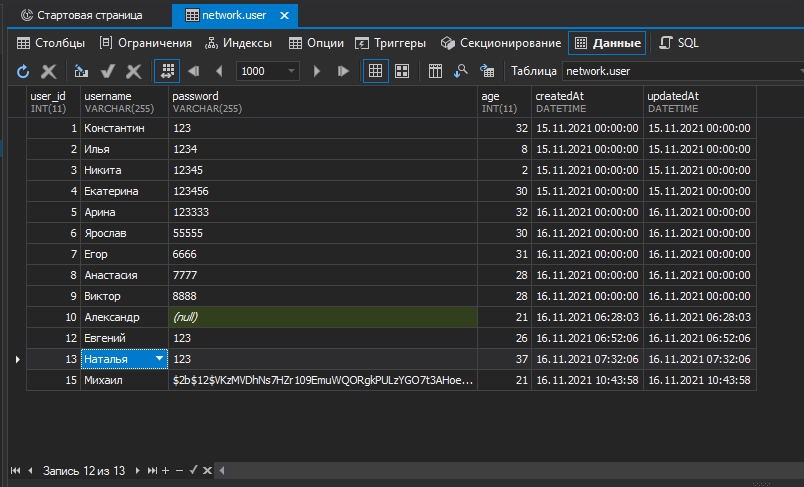 Стартовая страница network.user
Столбцы Ограничения Индексы Опции Триггеры Секционирование Данные SQL
1000 Таблица network.user
user_id username password age createdAt updatedAt
INT(11) VARCHAR(255) VARCHAR(255) INT(11) DATETIME DATETIME
1 Константин 123 32 15.11.2021 00:00:00 15.11.2021 00:00:00
2 Илья 1234 8 15.11.2021 00:00:00 15.11.2021 00:00:00
3 Никита 12345 2 15.11.2021 00:00:00 15.11.2021 00:00:00
4 Екатерина 123456 30 15.11.2021 00:00:00 15.11.2021 00:00:00
5 Арина 123333 32 16.11.2021 00:00:00 16.11.2021 00:00:00
6 Ярослав 55555 30 16.11.2021 00:00:00 16.11.2021 00:00:00
7 Егор 6666 31 16.11.2021 00:00:00 16.11.2021 00:00:00
8 Анастасия 7777 28 16.11.2021 00:00:00 16.11.2021 00:00:00
9 Виктор 8888 28 16.11.2021 00:00:00 16.11.2021 00:00:00
10 Александр (null) 21 16.11.2021 06:28:03 16.11.2021 06:28:03
12 Евгений 123 26 16.11.2021 06:52:06 16.11.2021 06:52:06
13 Наталья 123 37 16.11.2021 07:32:06 16.11.2021 07:32:06
15 Михаил $2b$12$VKzMVDhNs7HZr109EmuWQORgkPULzYGO7t3AHoe... 21 16.11.2021 10:43:58 16.11.2021 10:43:58
Запись 12 из 13